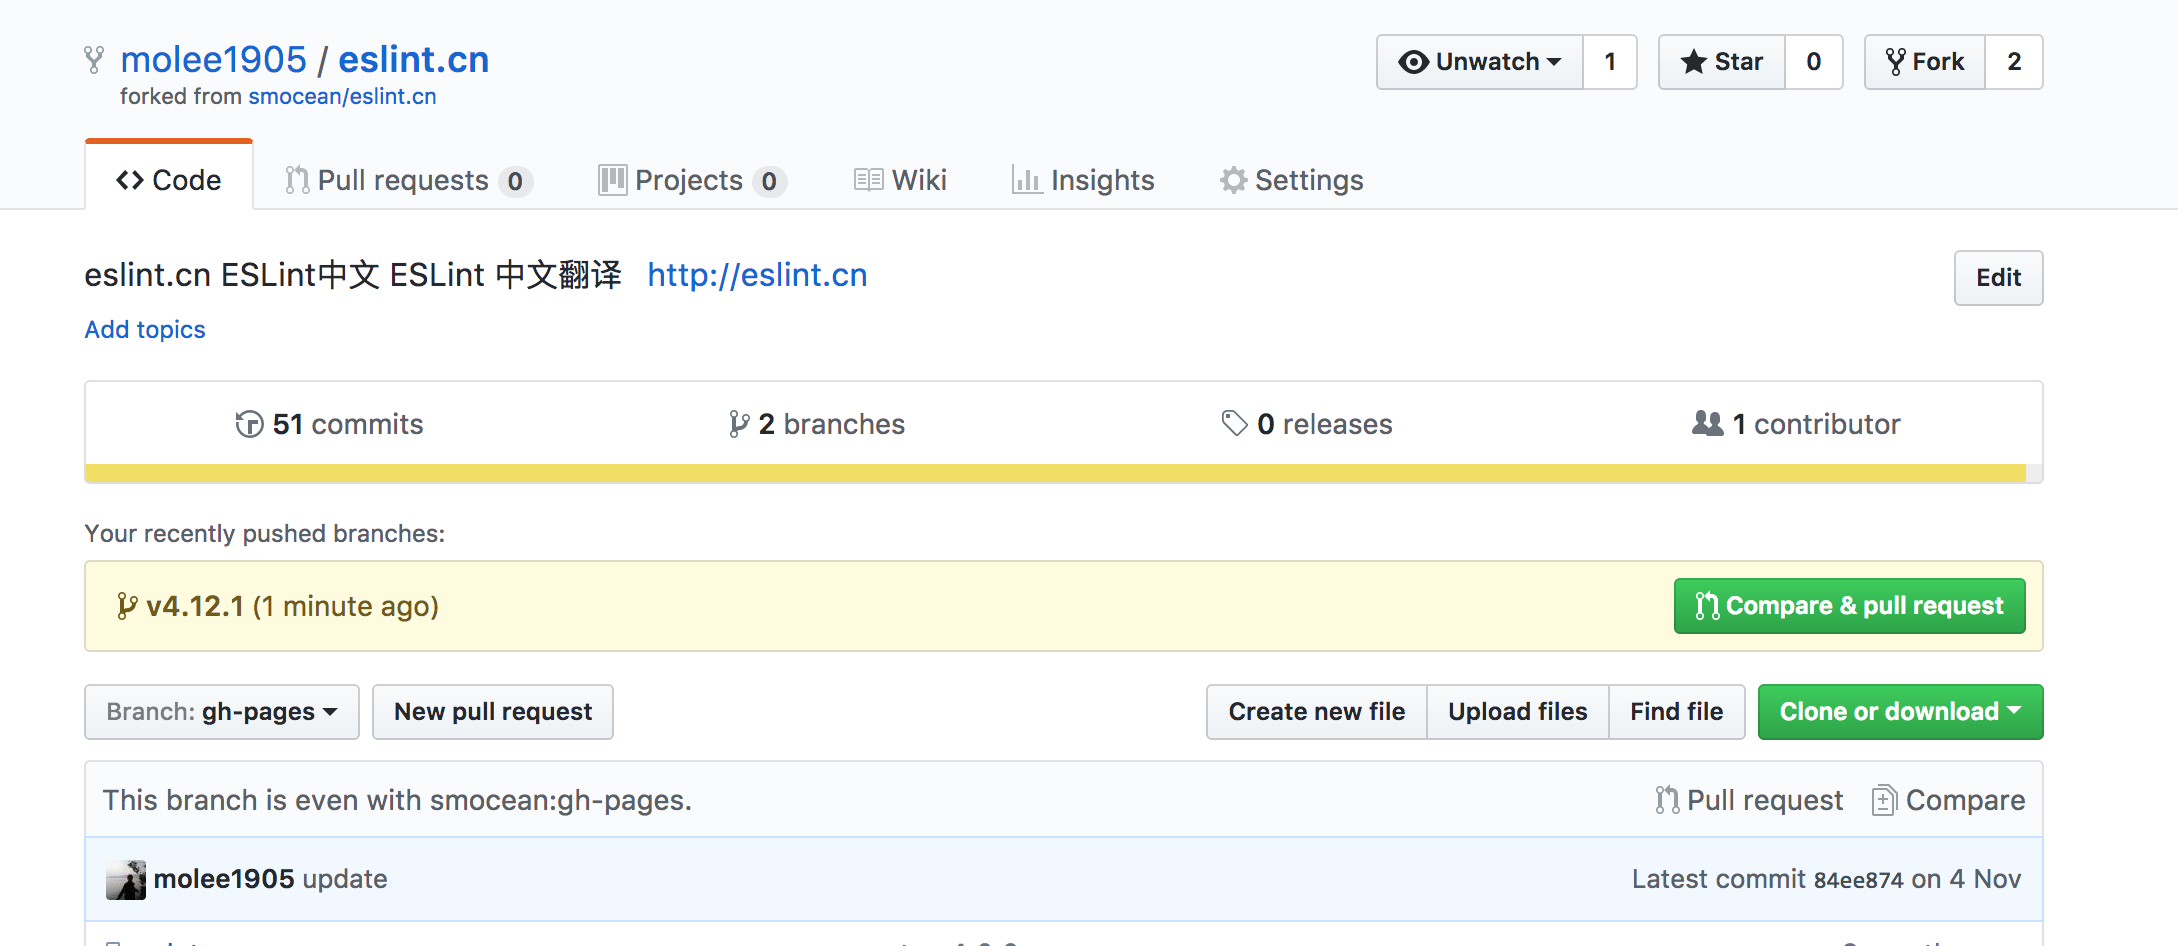 molee1905 / eslint.cn
Unwatch 1 Star 0 Fork 2
forked from smocean/eslint.cn
Code Pull requests 0 Projects 0 Wiki Insights Settings
eslint.cn ESLint中文 ESLint 中文翻译 http://eslint.cn
Edit
Add topics
51 commits 2 branches 0 releases 1 contributor
Your recently pushed branches:
v4.12.1 (1 minute ago) Compare & pull request
Branch: gh-pages New pull request Create new file Upload files Find file Clone or download
This branch is even with smocean:gh-pages. Pull request Compare
molee1905 update Latest commit 84ee874 on 4 Nov